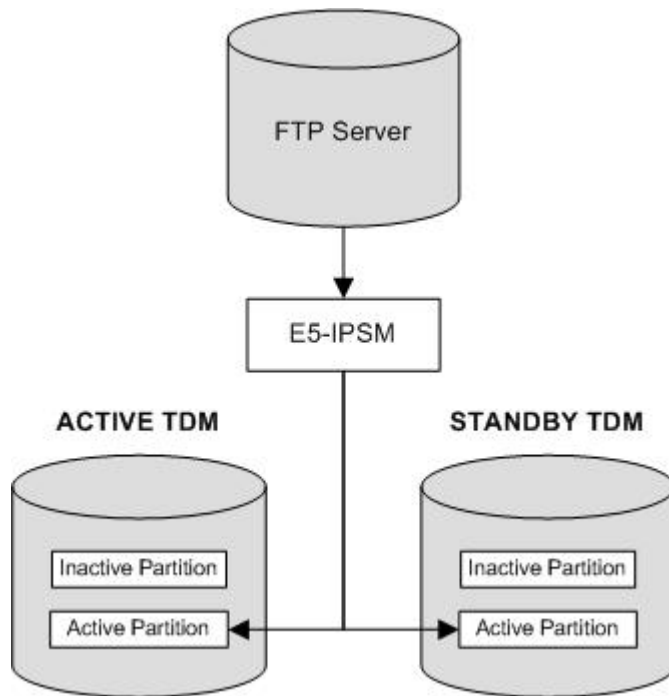 FTP Server
E5-IPSM
ACTIVE TDM
STANDBY TDM
Inactive Partition
Inactive Partition
Active Partition
Active Partition